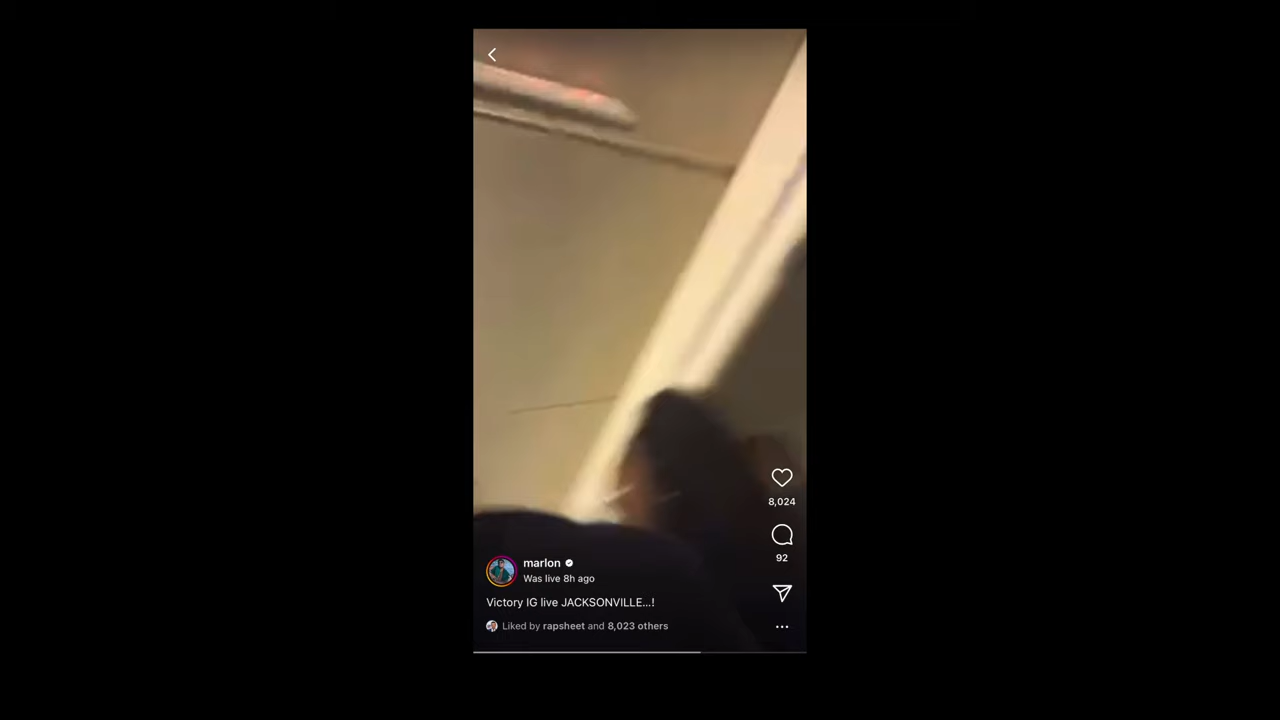 8,024
92
marlon
Was live 8h ago
Victory IG live JACKSONVILLE...!
Liked by rapsheet and 8,023 others